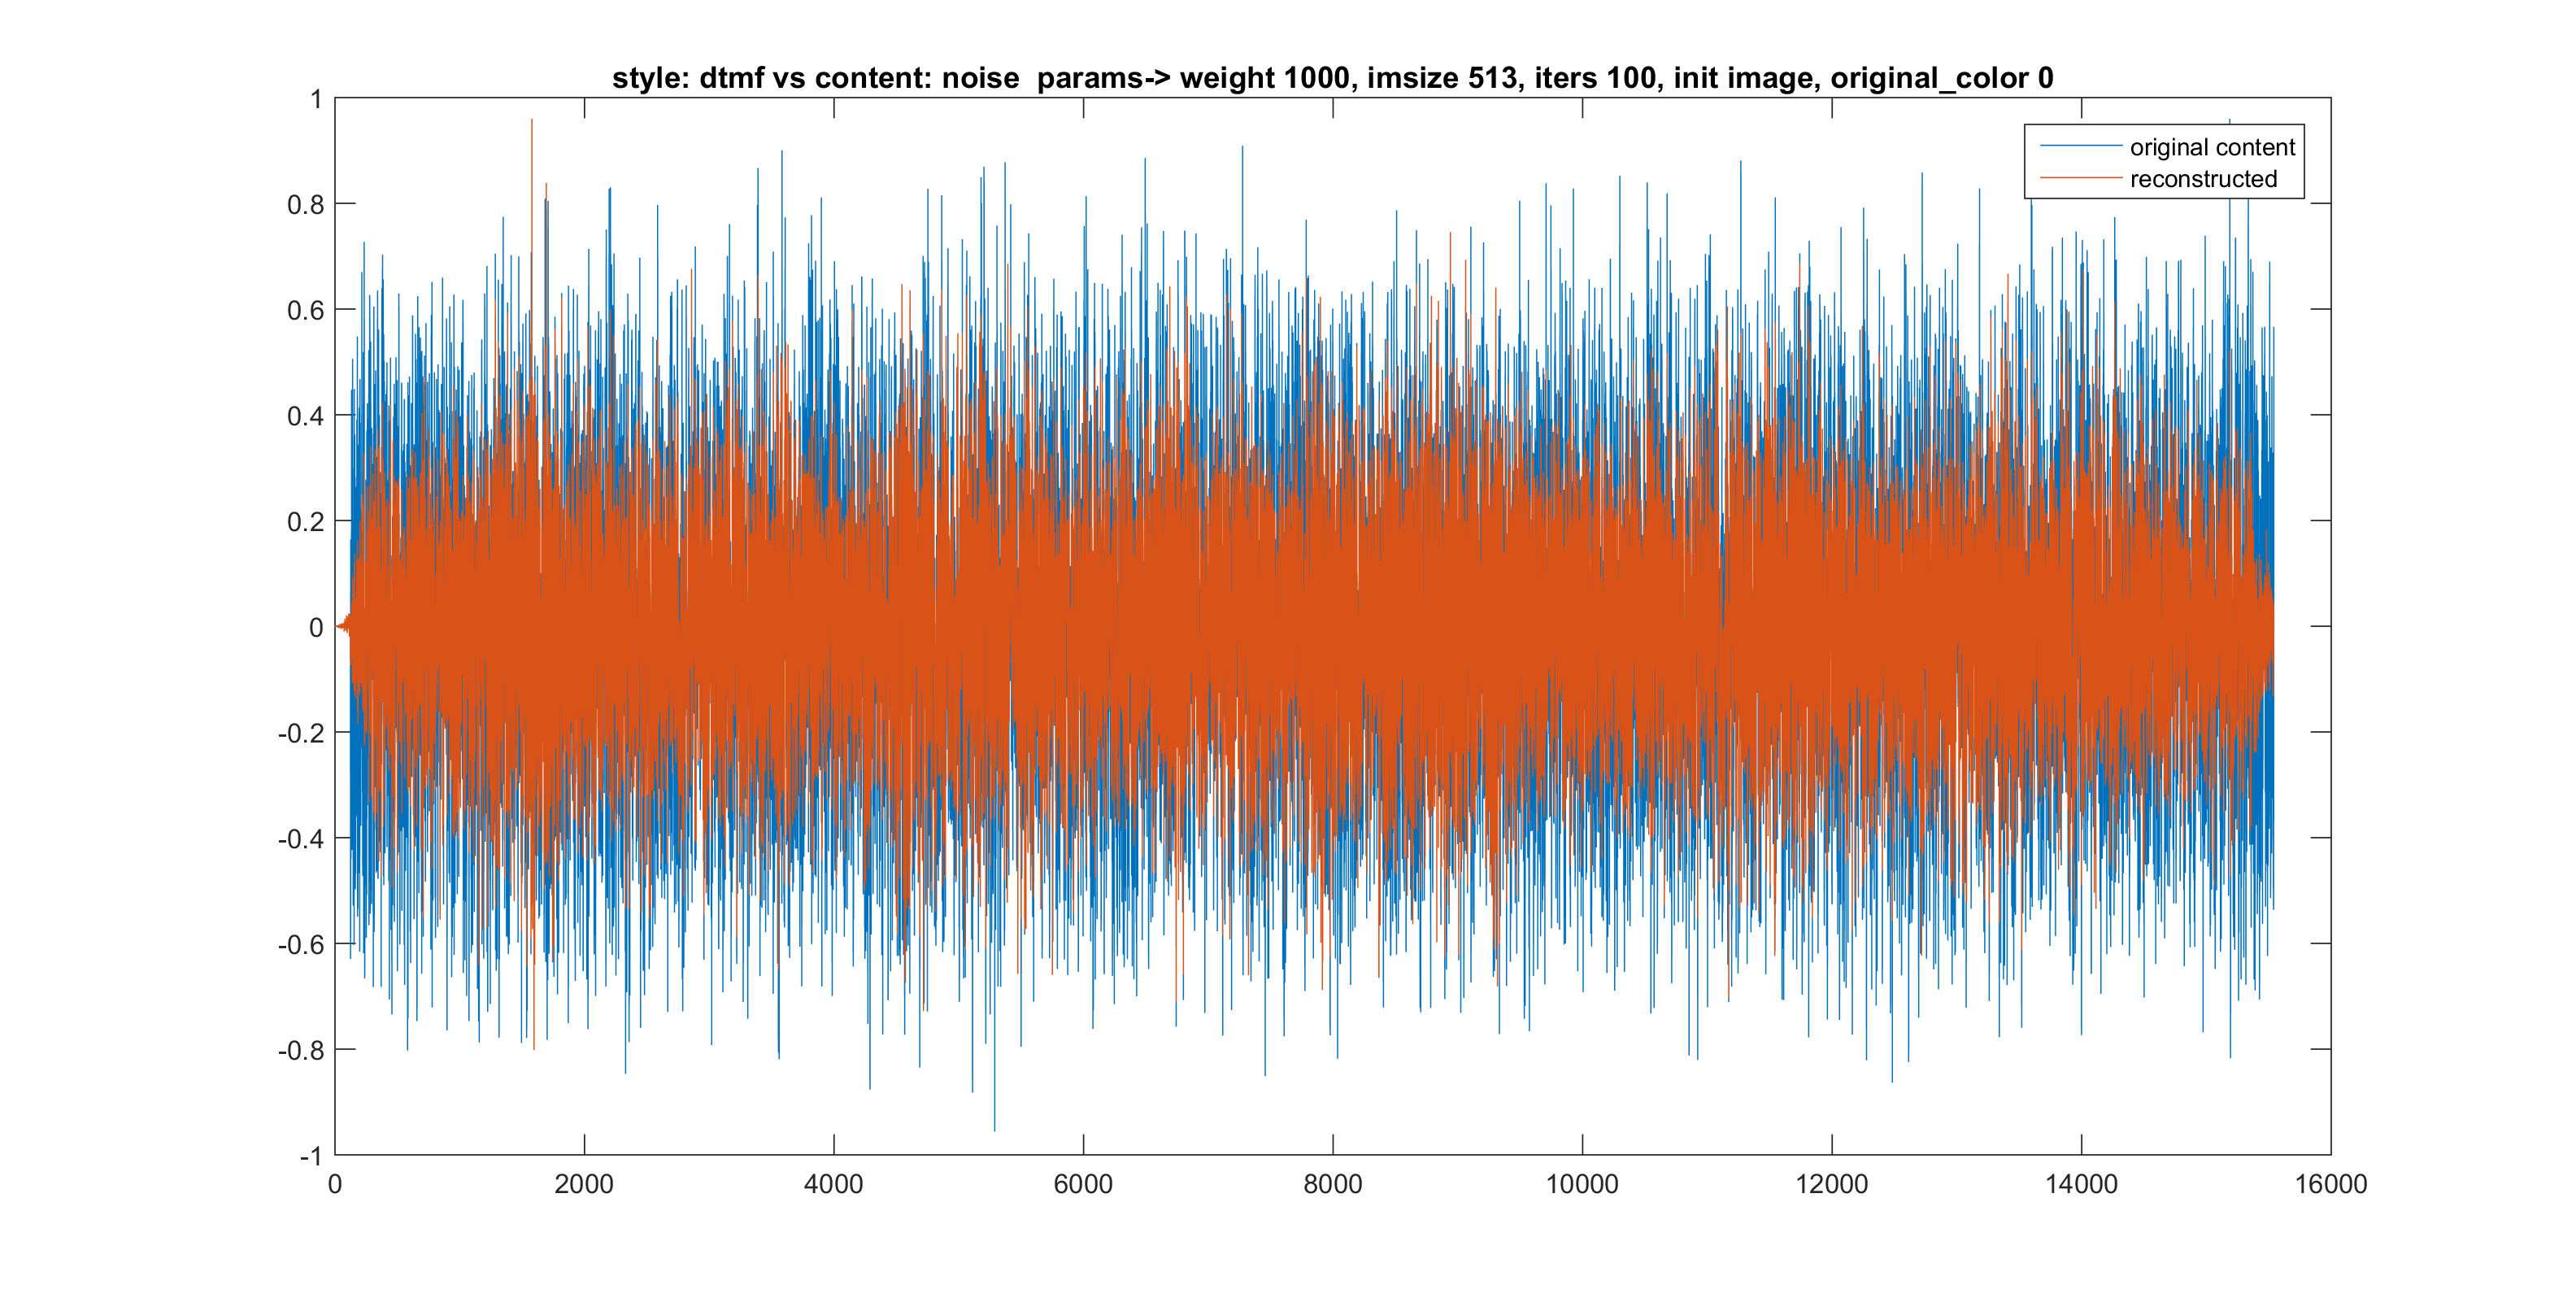 style: dtmf vs content: noise  params-> weight 1000, imsize 513, iters 100, init image, original_color 0
1
0.8
0.6
0.4
0.2
0
-0.2
-0.4
-0.6
-0.8
-1
original content
reconstructed
0 2000 4000 6000 8000 10000 12000 14000 16000